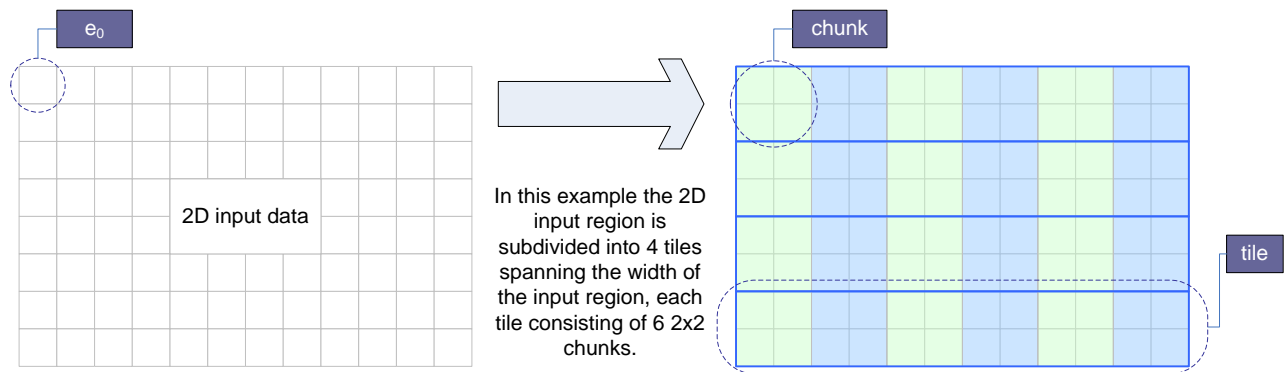 e₀
chunk
2D input data
In this example the 2D
input region is
subdivided into 4 tiles
spanning the width of
the input region, each
tile consisting of 6 2x2
chunks.
tile